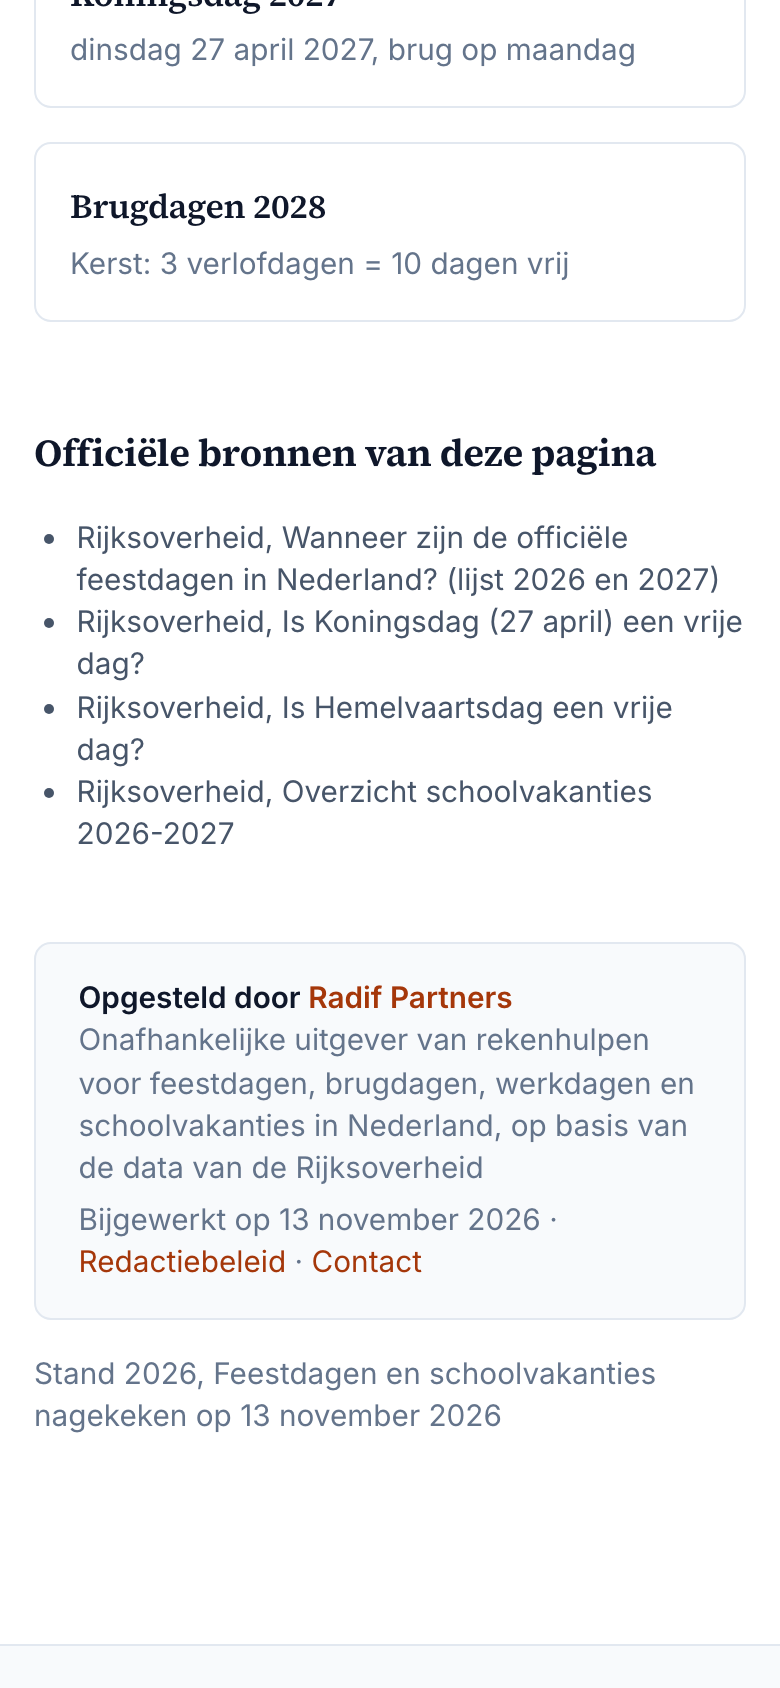 Koningsdag 2027
dinsdag 27 april 2027, brug op maandag
Brugdagen 2028
Kerst: 3 verlofdagen = 10 dagen vrij
Officiële bronnen van deze pagina
• Rijksoverheid, Wanneer zijn de officiële
feestdagen in Nederland? (lijst 2026 en 2027)
• Rijksoverheid, Is Koningsdag (27 april) een vrije
dag?
• Rijksoverheid, Is Hemelvaartsdag een vrije
dag?
• Rijksoverheid, Overzicht schoolvakanties
2026-2027
Opgesteld door Radif Partners
Onafhankelijke uitgever van rekenhulpen
voor feestdagen, brugdagen, werkdagen en
schoolvakanties in Nederland, op basis van
de data van de Rijksoverheid
Bijgewerkt op 13 november 2026 ·
Redactiebeleid · Contact
Stand 2026, Feestdagen en schoolvakanties
nagekeken op 13 november 2026